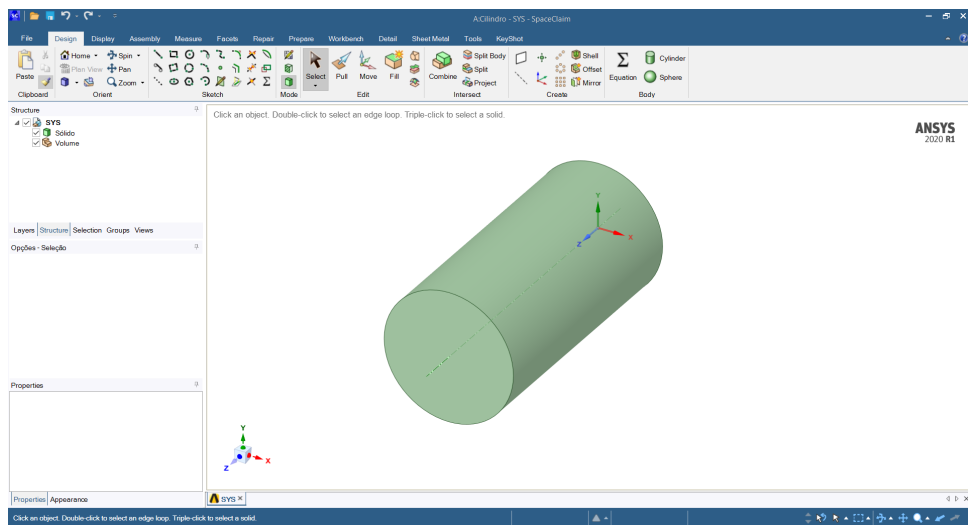 A:Cilindro - SYS - SpaceClaim
File Design Display Assembly Measure Facets Repair Prepare Workbench Detail Sheet Metal Tools KeyShot
Paste
Home Spin
Plan View Pan
Zoom
Select Pull Move Fill
Combine
Split Body
Split
Project
Shell
Offset
Mirror
Equation
Cylinder
Sphere
Clipboard Orient Sketch Mode Edit Intersect Create Body
Structure
SYS
Sólido
Volume
Layers Structure Selection Groups Views
Opções - Seleção
Properties
Properties Appearance
Click an object. Double-click to select an edge loop. Triple-click to select a solid.
ANSYS
2020 R1
Y
X
Z
Y
X
Z
SYS
Click an object. Double-click to select an edge loop. Triple-click to select a solid.